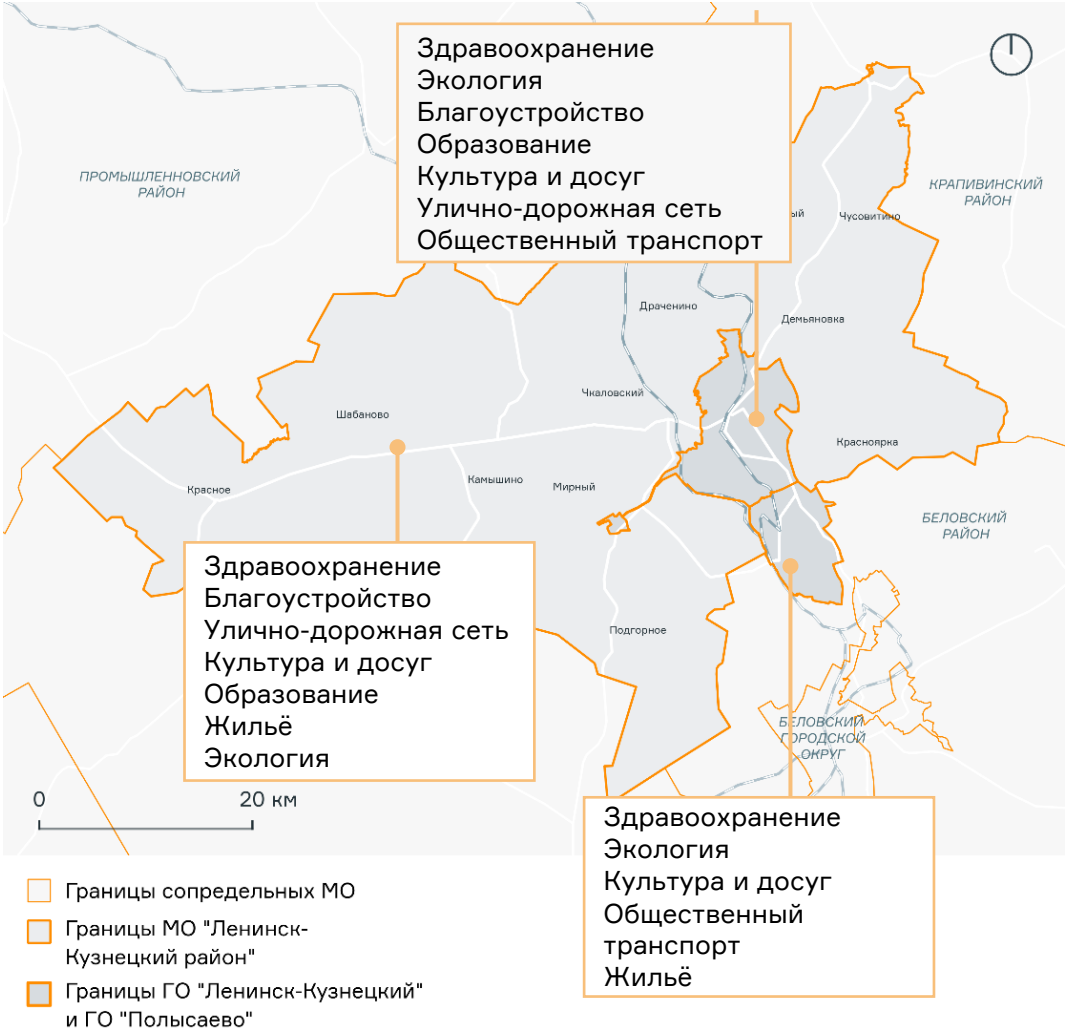 Здравоохранение
Экология
Благоустройство
Образование
Культура и досуг
Улично-дорожная сеть
Общественный транспорт
ПРОМЫШЛЕННОВСКИЙ
РАЙОН
КРАПИВИНСКИЙ
РАЙОН
ый
Чусовитино
Драченино
Демьяновка
Чкаловский
Шабаново
Красноярка
Камышино
Мирный
Красное
БЕЛОВСКИЙ
РАЙОН
Здравоохранение
Благоустройство
Улично-дорожная сеть
Культура и досуг
Образование
Жильё
Экология
Подгорное
БЕЛОВСКИЙ
ГОРОДСКОЙ
ОКРУГ
0
20 км
Здравоохранение
Экология
Культура и досуг
Общественный
транспорт
Жильё
Границы сопредельных МО
Границы МО "Ленинск-
Кузнецкий район"
Границы ГО "Ленинск-Кузнецкий"
и ГО "Полысаево"